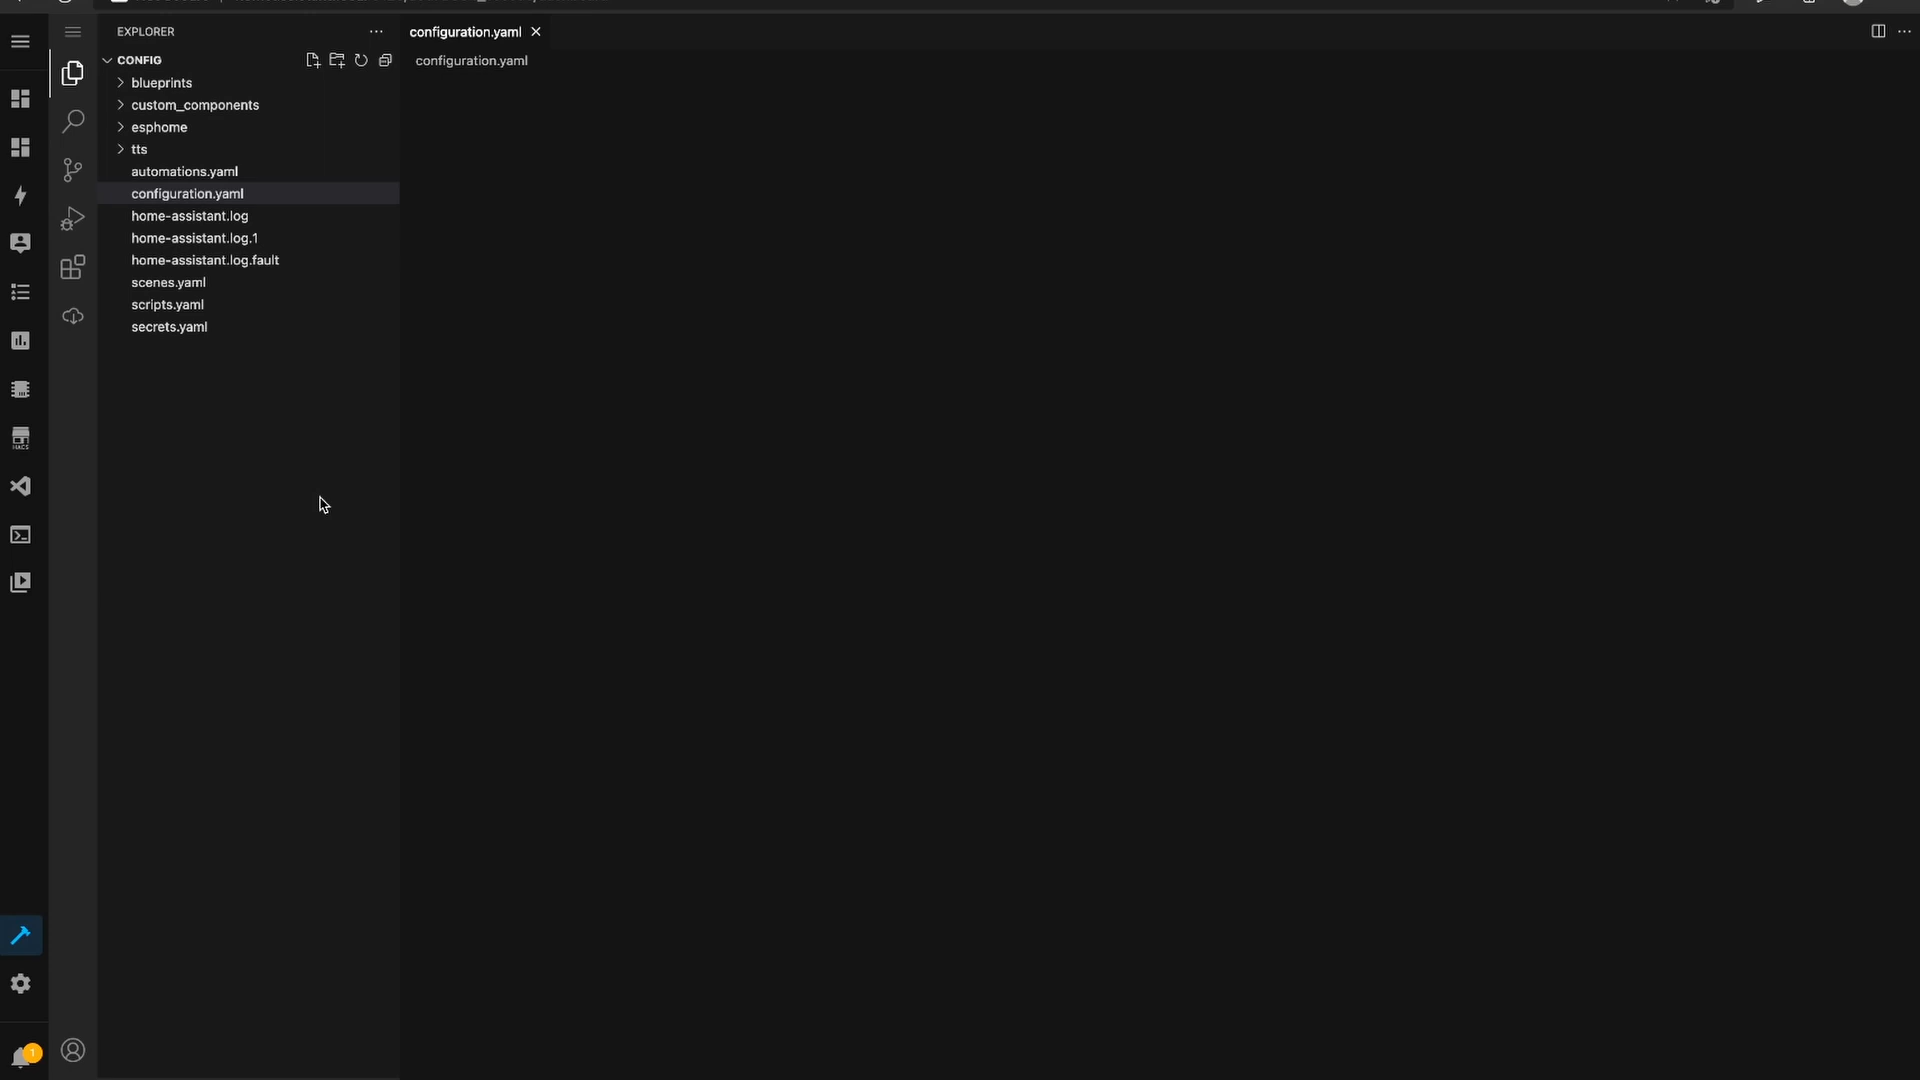 EXPLORER
configuration.yaml
CONFIG
configuration.yaml
blueprints
custom_components
esphome
tts
automations.yaml
configuration.yaml
home-assistant.log
home-assistant.log.1
home-assistant.log.fault
scenes.yaml
scripts.yaml
secrets.yaml
HACS
1